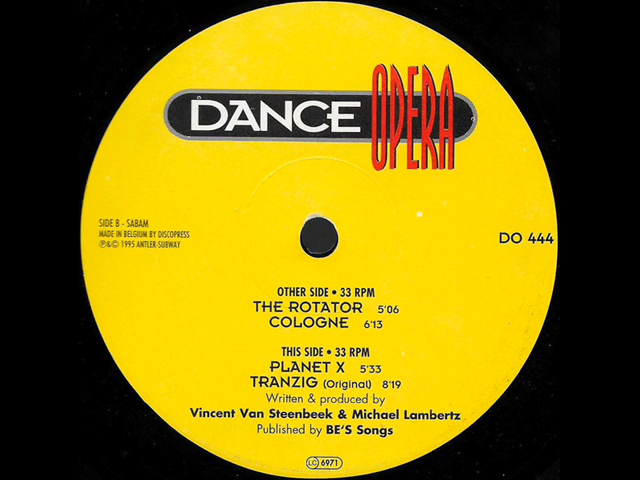 DANCE OPERA
SIDE B - SABAM
MADE IN BELGIUM BY DISCOPRESS
℗&© 1995 ANTLER-SUBWAY
DO 444
OTHER SIDE • 33 RPM
THE ROTATOR 5'06
COLOGNE 6'13
THIS SIDE • 33 RPM
PLANET X 5'33
TRANZIG (Original) 8'19
Written & produced by
Vincent Van Steenbeek & Michael Lambertz
Published by BE'S Songs
LC 6971